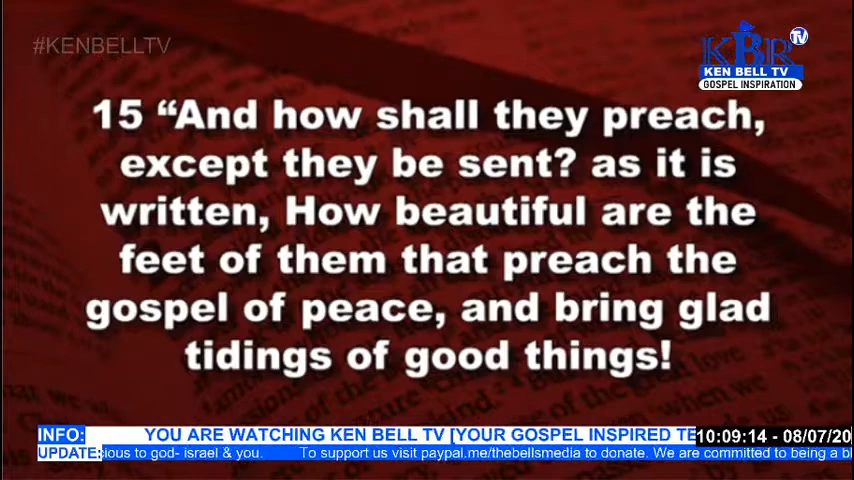 #KENBELLTV
KBR TV
KEN BELL TV
GOSPEL INSPIRATION
15 “And how shall they preach,
except they be sent? as it is
written, How beautiful are the
feet of them that preach the
gospel of peace, and bring glad
tidings of good things!
INFO: YOU ARE WATCHING KEN BELL TV [YOUR GOSPEL INSPIRED TE
10:09:14 - 08/07/20
UPDATE: cious to god- israel & you. To support us visit paypal.me/thebellsmedia to donate. We are committed to being a bl